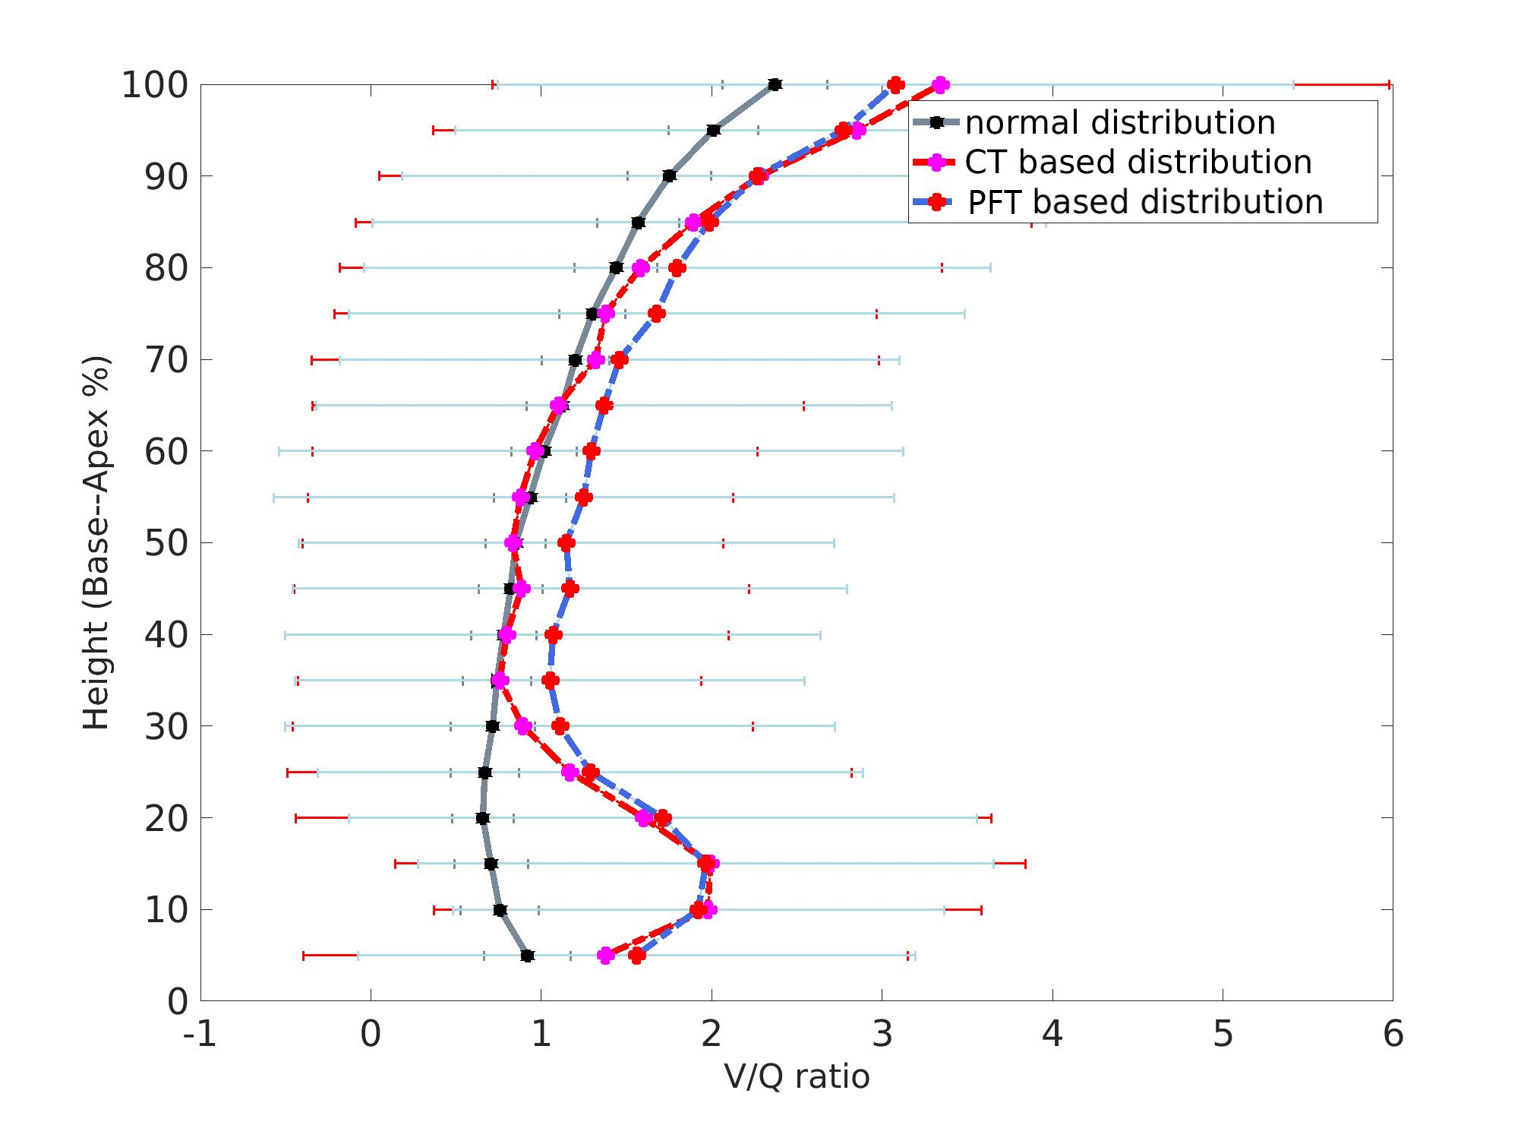 100
90
80
70
60
50
40
30
20
10
0
Height (Base--Apex %)
normal distribution
CT based distribution
PFT based distribution
-1 0 1 2 3 4 5 6
V/Q ratio